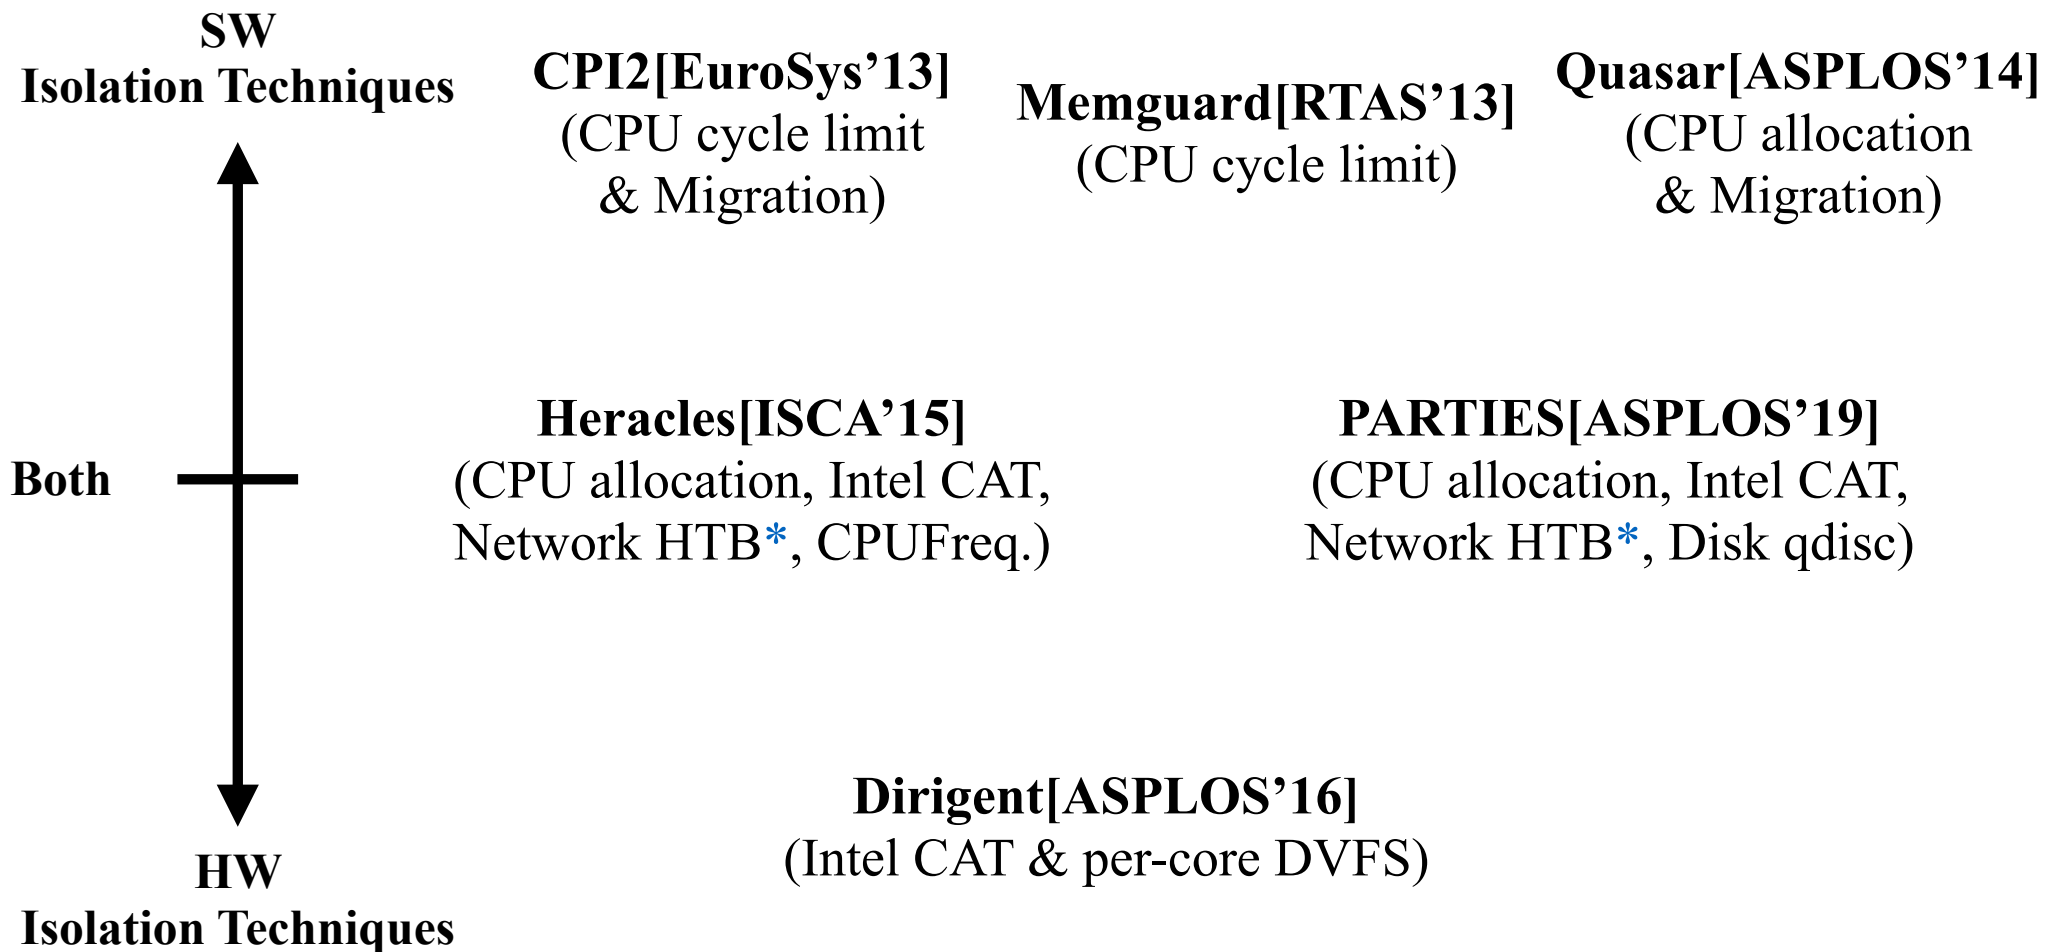 SW
Isolation Techniques
CPI2[EuroSys’13]
(CPU cycle limit
& Migration)
Memguard[RTAS’13]
(CPU cycle limit)
Quasar[ASPLOS’14]
(CPU allocation
& Migration)
Both
Heracles[ISCA’15]
(CPU allocation, Intel CAT,
Network HTB*, CPUFreq.)
PARTIES[ASPLOS’19]
(CPU allocation, Intel CAT,
Network HTB*, Disk qdisc)
Dirigent[ASPLOS’16]
(Intel CAT & per-core DVFS)
HW
Isolation Techniques